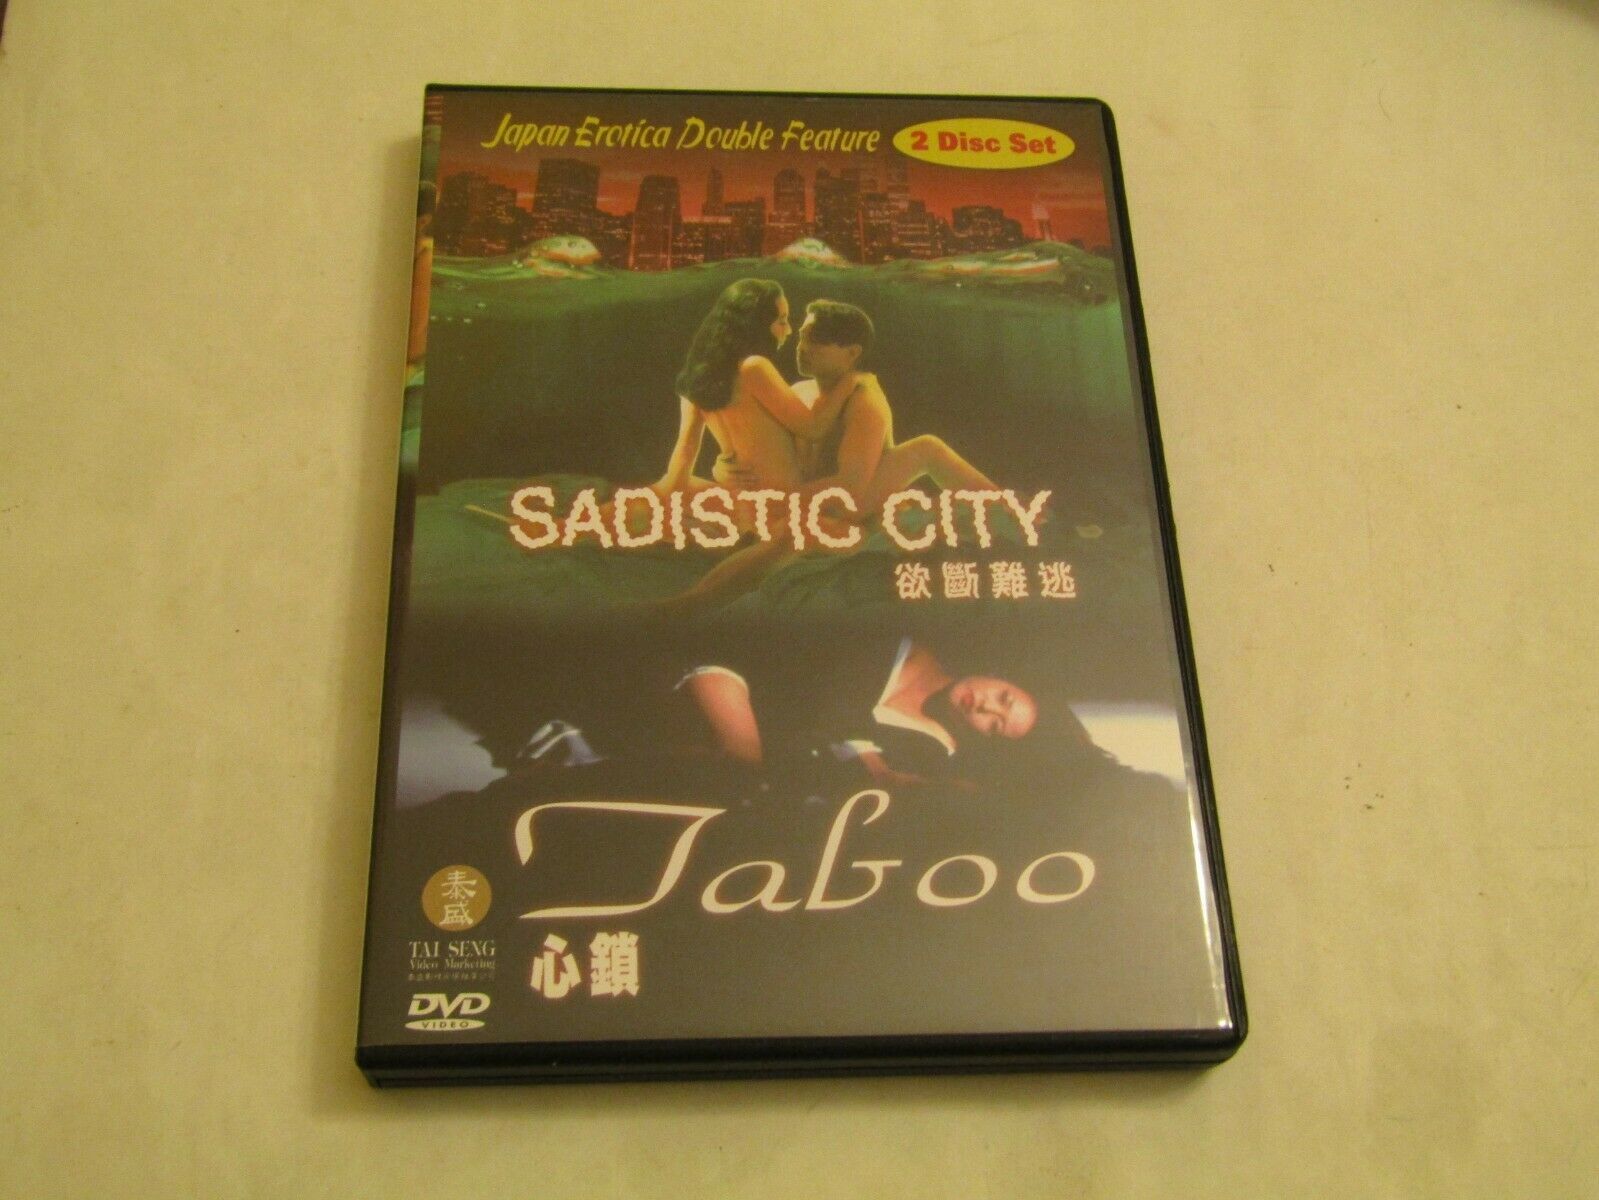 Japan Erotica Double Feature
2 Disc Set
SADISTIC CITY
欲斷難逃
Taboo
心鎖
泰盛
TAI SENG
Video Marketing
DVD
VIDEO